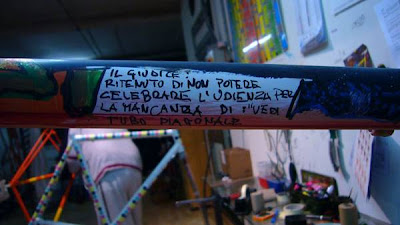 IL GIUDICE:
RITENUTO DI NON POTERE
CELEBRARE L'UDIENZA PER
LA MANCANZA DI "VEDI
TUBO DIAGONALE